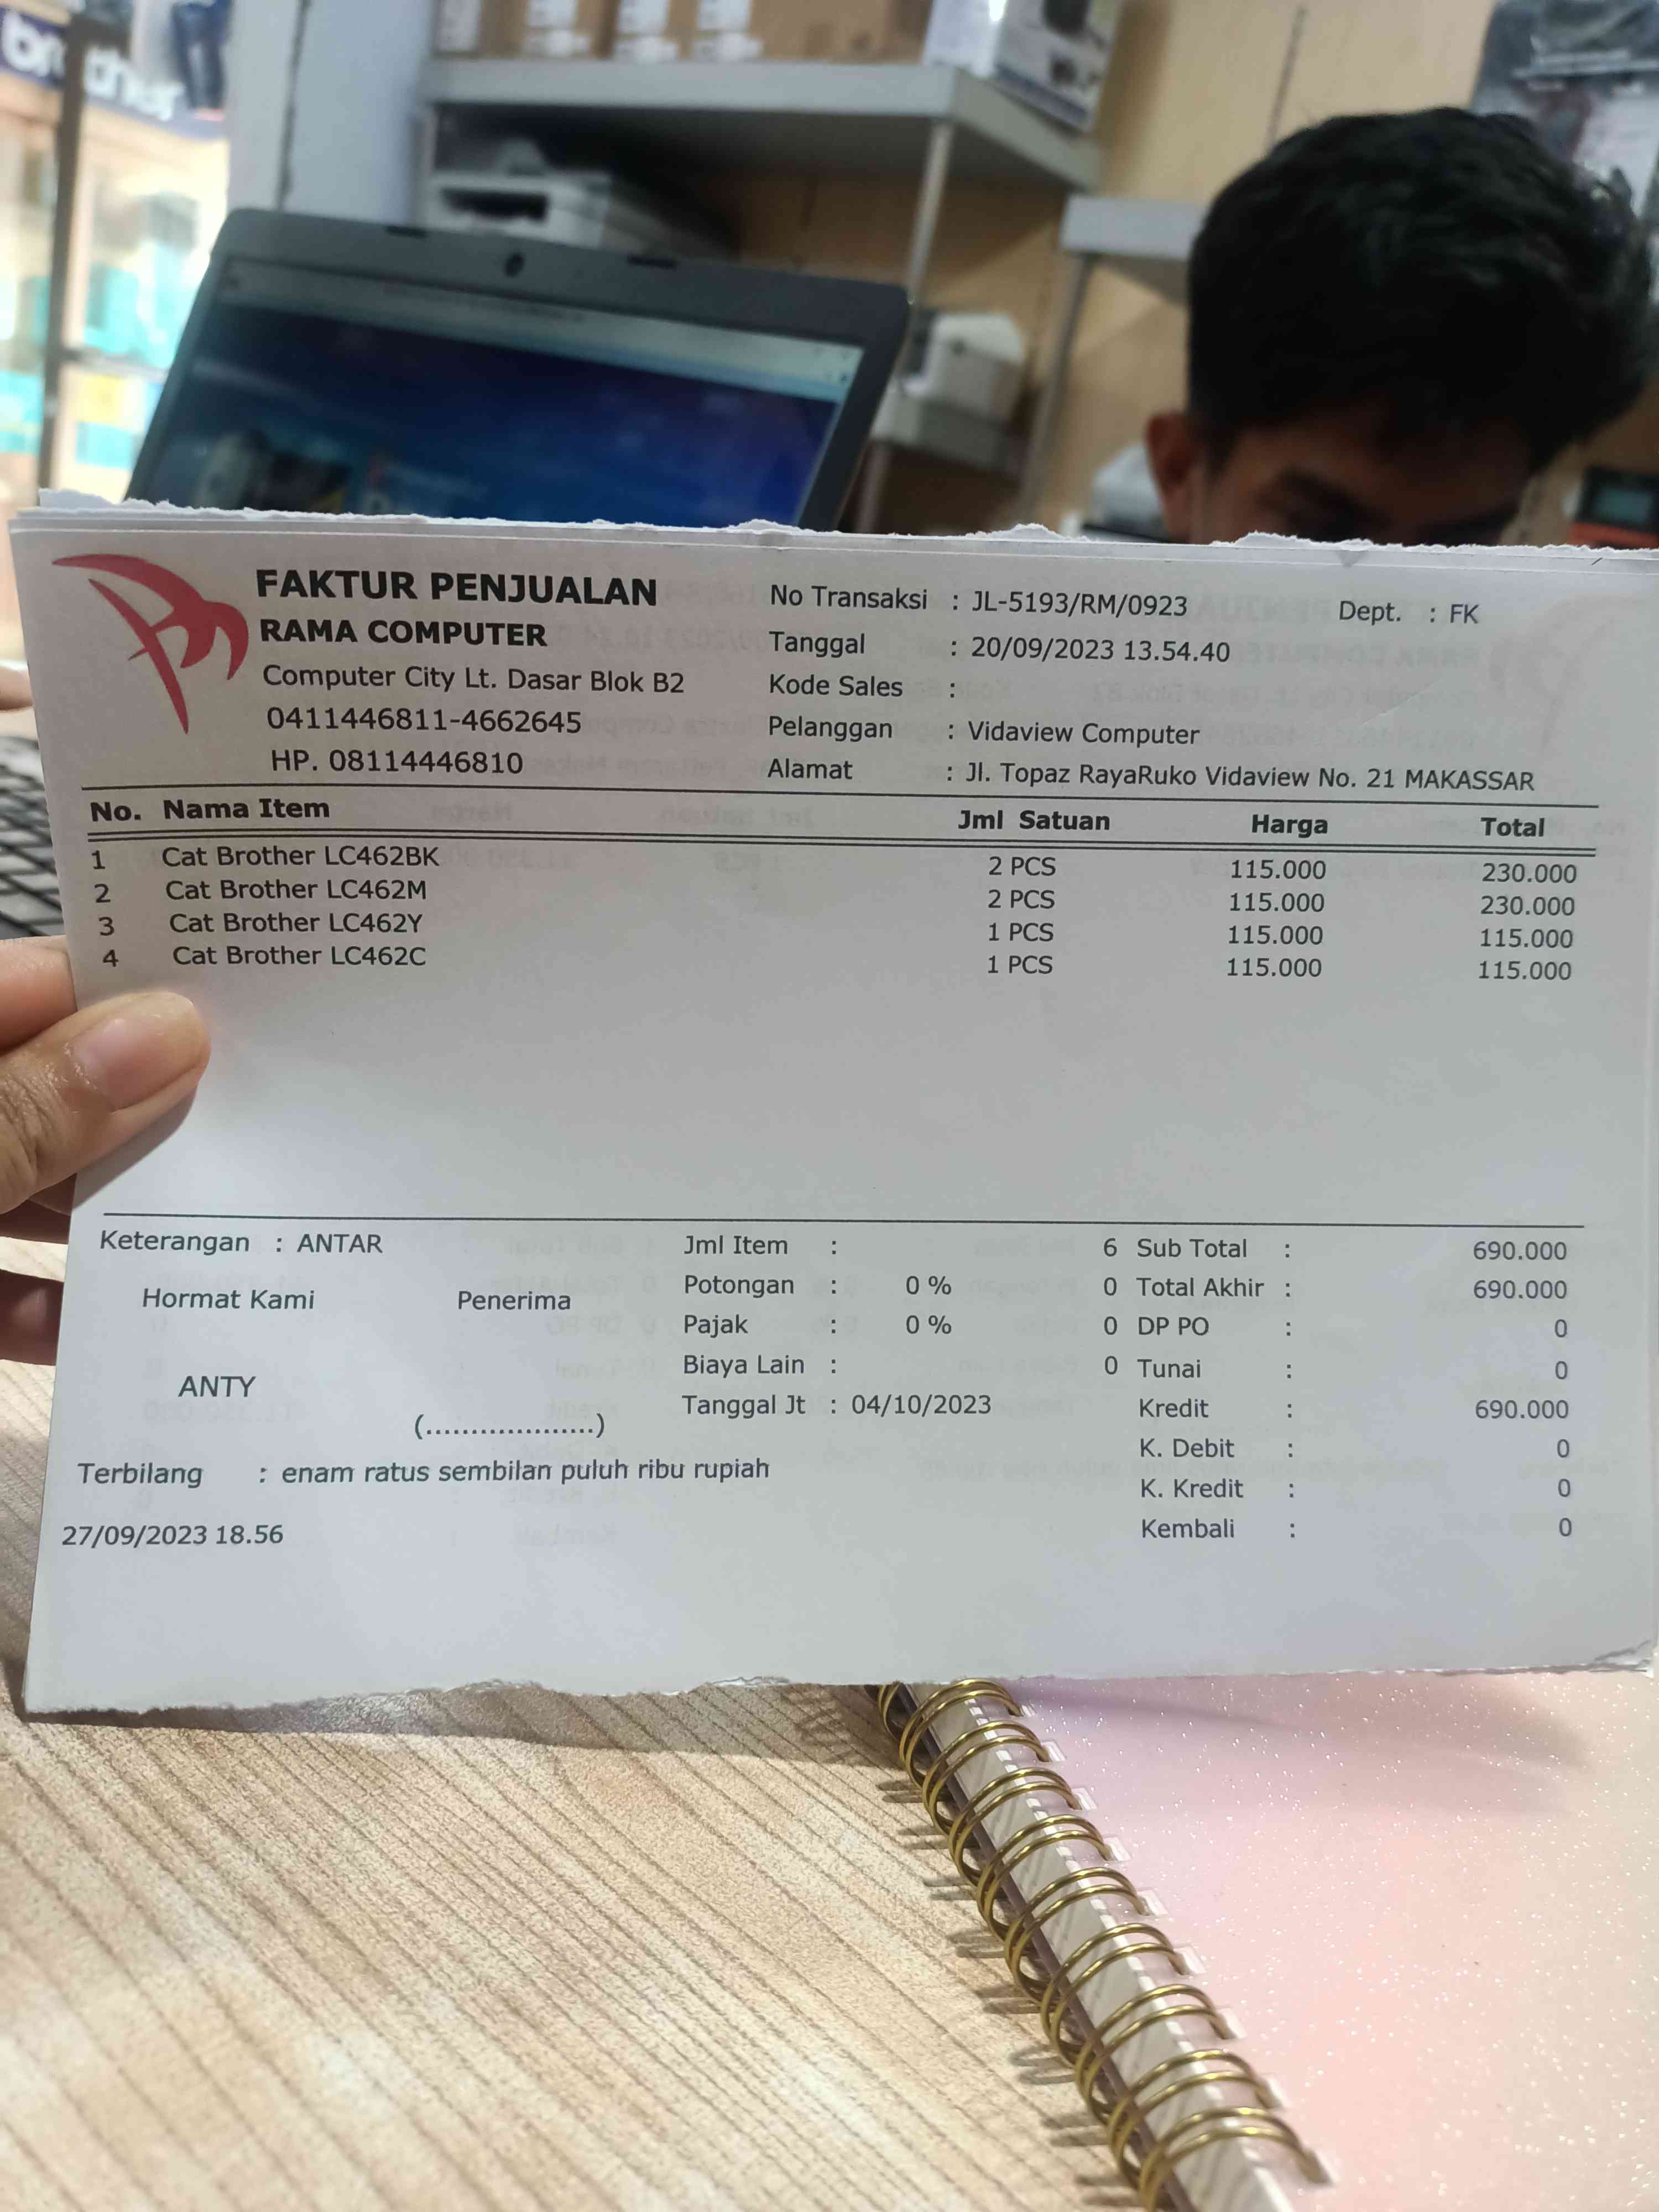 brother
FAKTUR PENJUALAN
RAMA COMPUTER
Computer City Lt. Dasar Blok B2
0411446811-4662645
HP. 08114446810
No Transaksi : JL-5193/RM/0923 Dept. : FK
Tanggal : 20/09/2023 13.54.40
Kode Sales :
Pelanggan : Vidaview Computer
Alamat : Jl. Topaz RayaRuko Vidaview No. 21 MAKASSAR
No. Nama Item Jml Satuan Harga Total
1 Cat Brother LC462BK 2 PCS 115.000 230.000
2 Cat Brother LC462M 2 PCS 115.000 230.000
3 Cat Brother LC462Y 1 PCS 115.000 115.000
4 Cat Brother LC462C 1 PCS 115.000 115.000
Keterangan : ANTAR
Hormat Kami Penerima
ANTY
(...................)
Jml Item : 6
Potongan : 0 % 0
Pajak : 0 % 0
Biaya Lain : 0
Tanggal Jt : 04/10/2023
Sub Total : 690.000
Total Akhir : 690.000
DP PO : 0
Tunai : 0
Kredit : 690.000
K. Debit : 0
K. Kredit : 0
Kembali : 0
Terbilang : enam ratus sembilan puluh ribu rupiah
27/09/2023 18.56